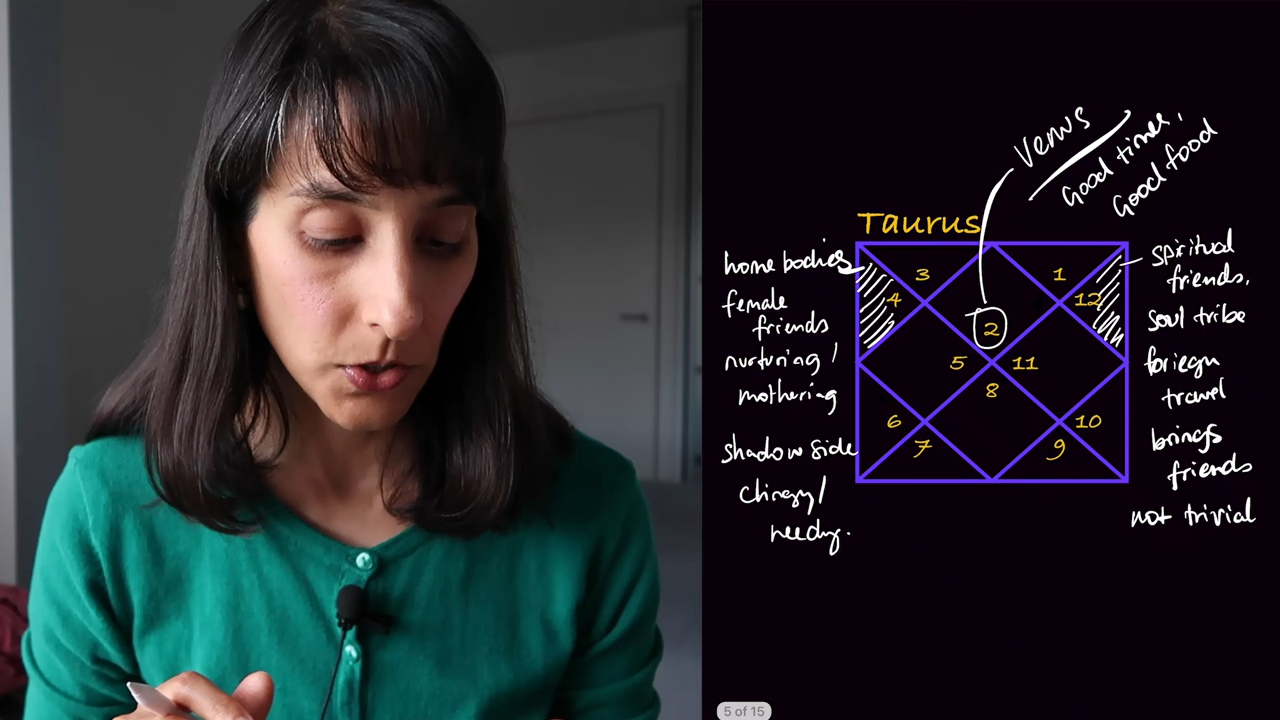 Venus
Good times,
Good food
Taurus
home bodies
female
friends
nurturing /
mothering
shadow side
clingy /
needy.
3
4
1
12
2
5
11
8
6
7
10
9
spiritual
friends.
soul tribe
foriegn
travel
brings
friends
not trivial
5 of 15